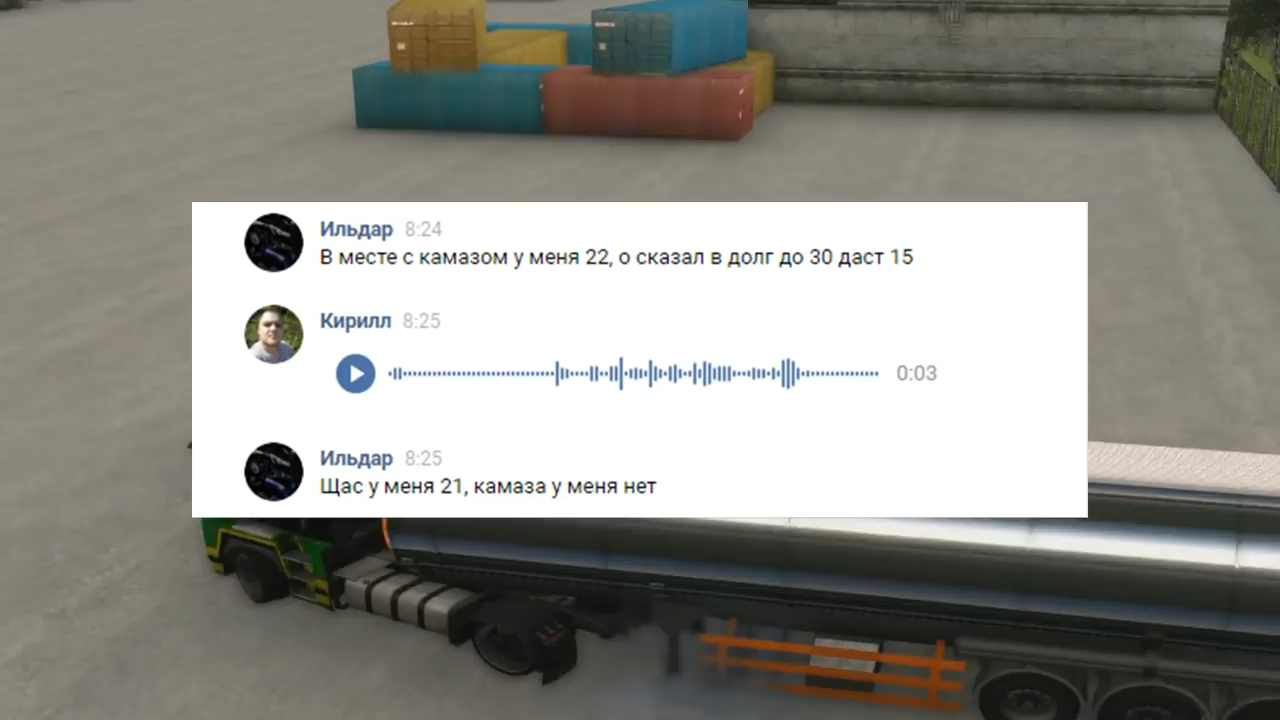 Ильдар 8:24
В месте с камазом у меня 22, о сказал в долг до 30 даст 15
Кирилл 8:25
0:03
Ильдар 8:25
Щас у меня 21, камаза у меня нет